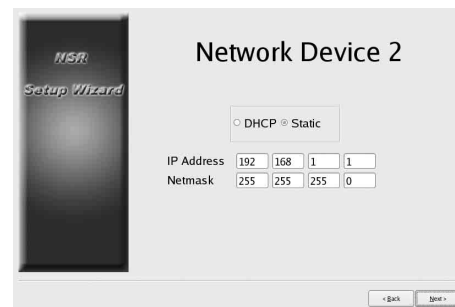 NSR
Setup Wizard
Network Device 2
DHCP Static
IP Address 192 168 1 1
Netmask 255 255 255 0
< Back Next >